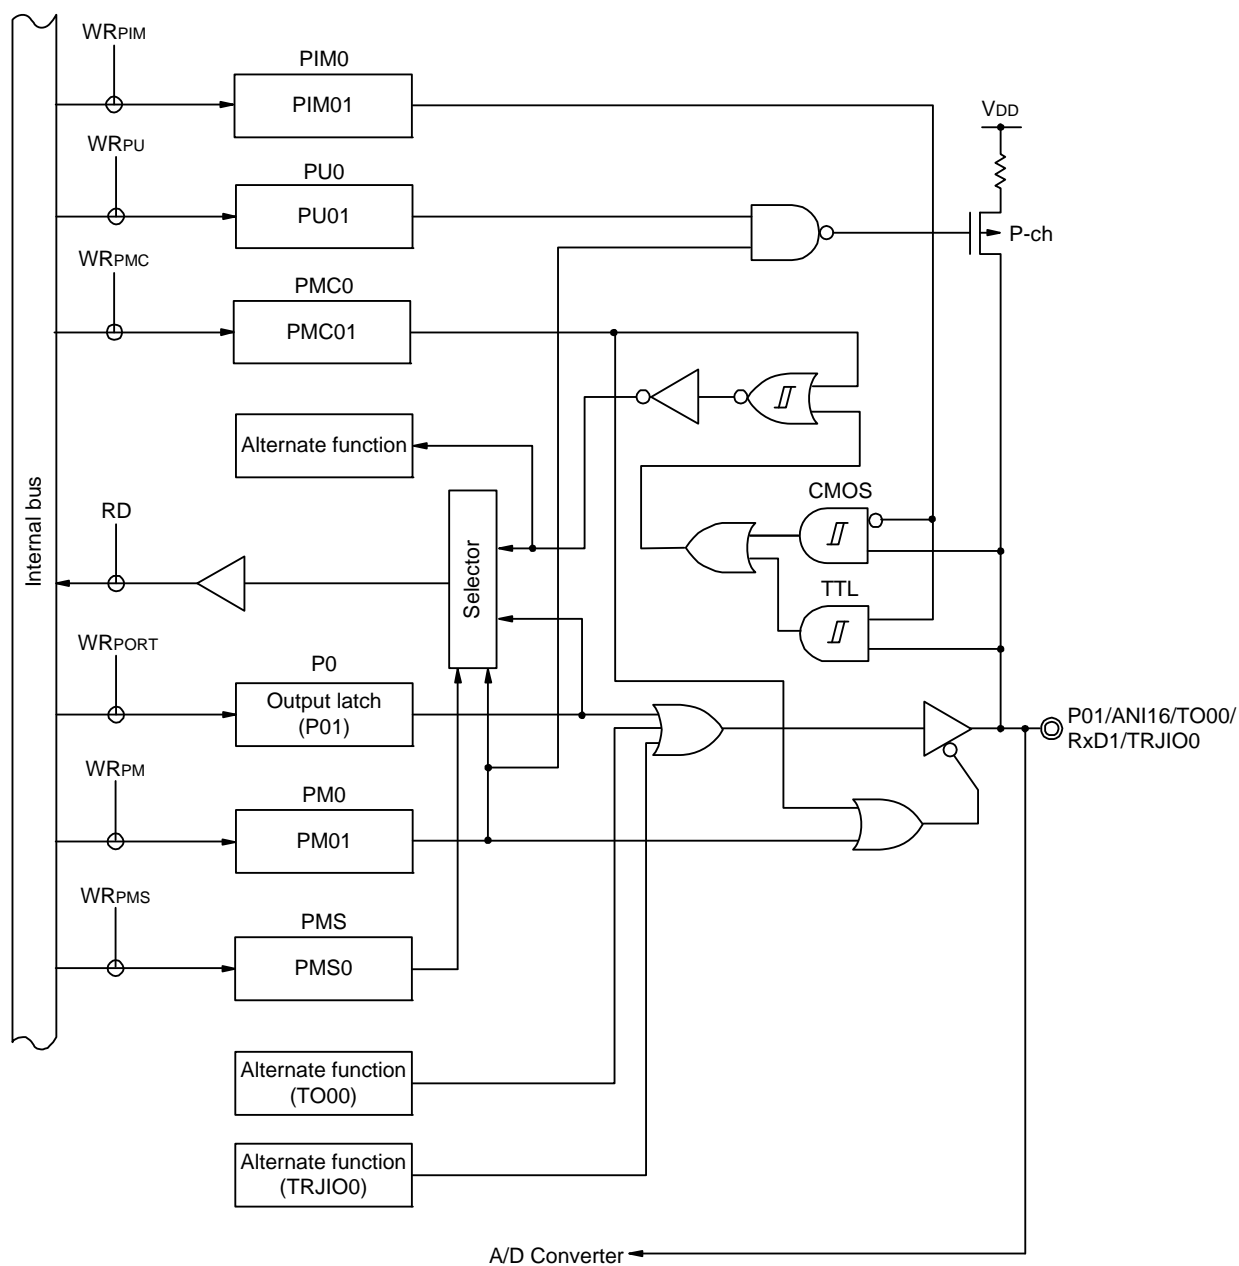 WRPIM
PIM0
PIM01
VDD
WRPU
PU0
PU01
P-ch
WRPMC
PMC0
PMC01
Alternate function
Internal bus
RD
Selector
CMOS
TTL
WRPORT
P0
Output latch
(P01)
P01/ANI16/TO00/
RxD1/TRJIO0
WRPM
PM0
PM01
WRPMS
PMS
PMS0
Alternate function
(TO00)
Alternate function
(TRJIO0)
A/D Converter